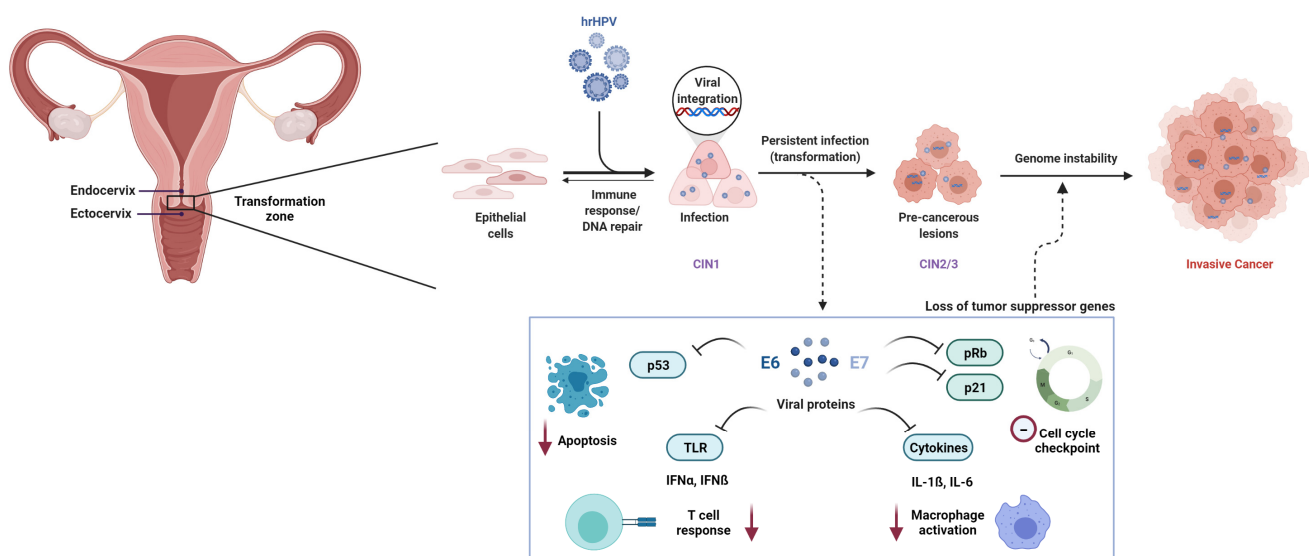 hrHPV
Viral
integration
Persistent infection
(transformation)
Genome instability
Endocervix
Ectocervix
Transformation
zone
Epithelial
cells
Immune
response/
DNA repair
Infection
Pre-cancerous
lesions
CIN1
CIN2/3
Invasive Cancer
Loss of tumor suppressor genes
E6
E7
Viral proteins
p53
pRb
p21
G₁
M
S
Apoptosis
−
Cell cycle
checkpoint
TLR
Cytokines
IFNα, IFNß
IL-1ß, IL-6
T cell
response
Macrophage
activation